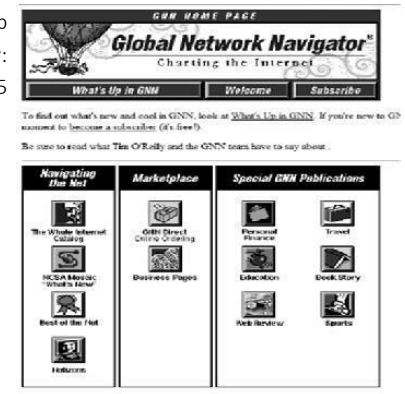 o
r:
5
GNN HOME PAGE
Global Network Navigator®
Charting the Internet
What's Up in GNN Welcome Subscribe
To find out what's new and cool in GNN, look at What's Up in GNN. If you're new to GN
moment to become a subscriber (it's free!).
Be sure to read what Tim O'Reilly and the GNN team have to say about .
Navigating
the Net
Marketplace
Special GNN Publications
The Whole Internet
Catalog
NCSA Mosaic
"What's New"
Best of the Net
Netizens
GNN Direct
Online Ordering
Business Pages
Personal
Finance
Travel
Education
Book Story
Web Review
Sports